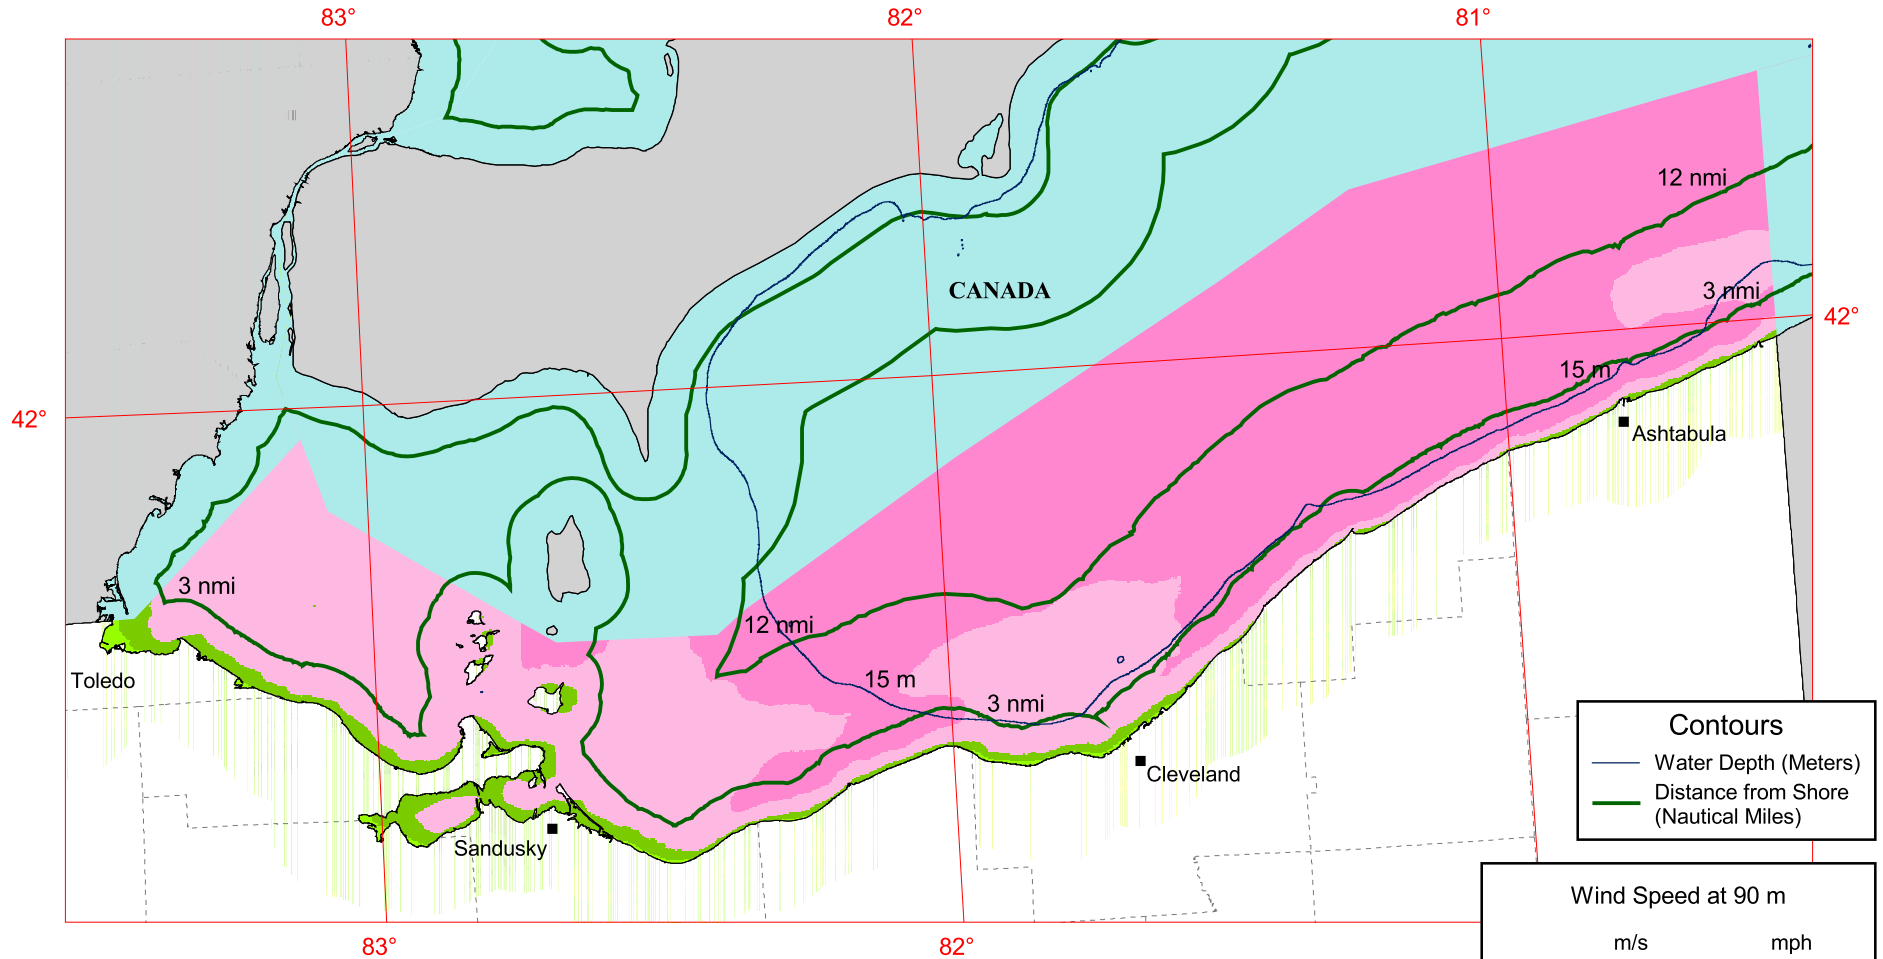 83°
82°
81°
12 nmi
CANADA
3 nmi
42°
15 m
42°
Ashtabula
3 nmi
12 nmi
Toledo
15 m
3 nmi
Contours
Water Depth (Meters)
Distance from Shore
(Nautical Miles)
Cleveland
Sandusky
Wind Speed at 90 m
m/s mph
83°
82°